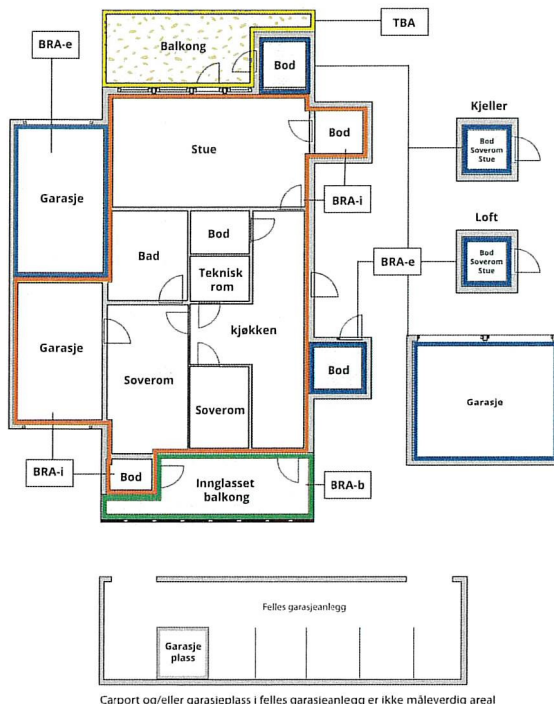 TBA
BRA-e
Balkong
Bod
Kjeller
Bod
Soverom
Stue
Stue
Bod
BRA-i
Garasje
Loft
Bod
Soverom
Stue
Bad
Bod
Teknisk
rom
BRA-e
Garasje
kjøkken
Soverom
Soverom
Bod
Garasje
BRA-i
Bod
Innglasset
balkong
BRA-b
Felles garasjeanlegg
Garasje
plass
Carport og/eller garasjeplass i felles garasjeanlegg er ikke måleverdig areal